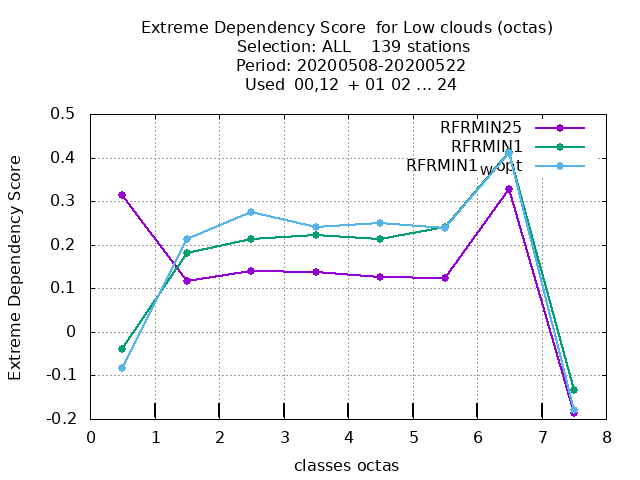 Extreme Dependency Score  for Low clouds (octas)
Selection: ALL    139 stations
Period: 20200508-20200522
Used  00,12  + 01 02 ... 24
RFRMIN25
RFRMIN1
RFRMIN1wopt
Extreme Dependency Score
0.5
0.4
0.3
0.2
0.1
0
-0.1
-0.2
0 1 2 3 4 5 6 7 8
classes octas